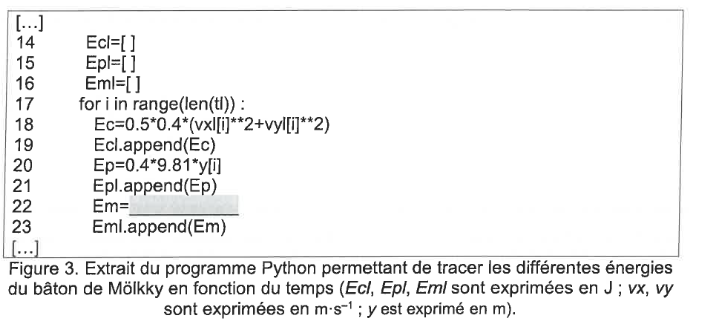 [...]
14 Ecl=[ ]
15 Epl=[ ]
16 Eml=[ ]
17 for i in range(len(tl)) :
18 Ec=0.5*0.4*(vxl[i]**2+vyl[i]**2)
19 Ecl.append(Ec)
20 Ep=0.4*9.81*y[i]
21 Epl.append(Ep)
22 Em=
23 Eml.append(Em)
[...]
Figure 3. Extrait du programme Python permettant de tracer les différentes énergies
du bâton de Mölkky en fonction du temps (Ecl, Epl, Eml sont exprimées en J ; vx, vy
sont exprimées en m·s⁻¹ ; y est exprimé en m).